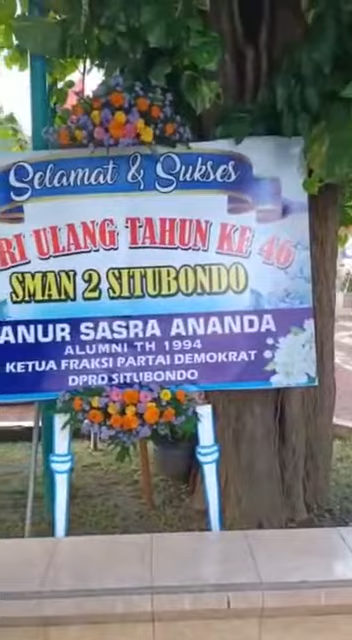 Selamat & Sukses
RI ULANG TAHUN KE 46
SMAN 2 SITUBONDO
ANUR SASRA ANANDA
ALUMNI TH 1994
KETUA FRAKSI PARTAI DEMOKRAT
DPRD SITUBONDO